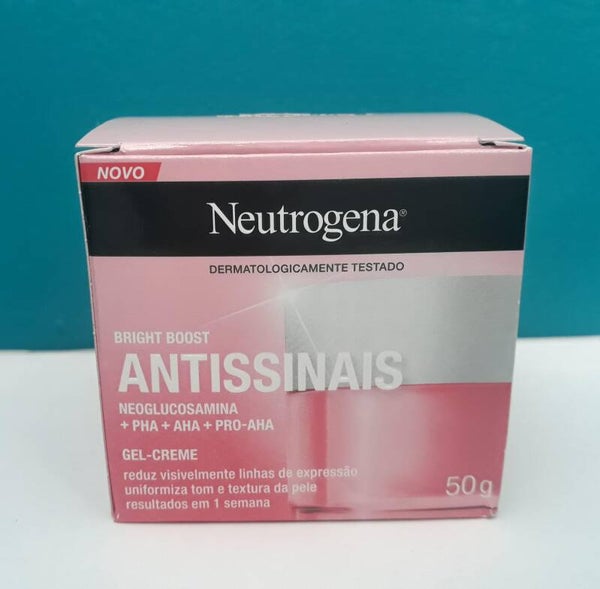 NOVO
Neutrogena®
DERMATOLOGICAMENTE TESTADO
BRIGHT BOOST
ANTISSINAIS
NEOGLUCOSAMINA
+ PHA + AHA + PRO-AHA
GEL-CREME
reduz visivelmente linhas de expressão
uniformiza tom e textura da pele
resultados em 1 semana
50g